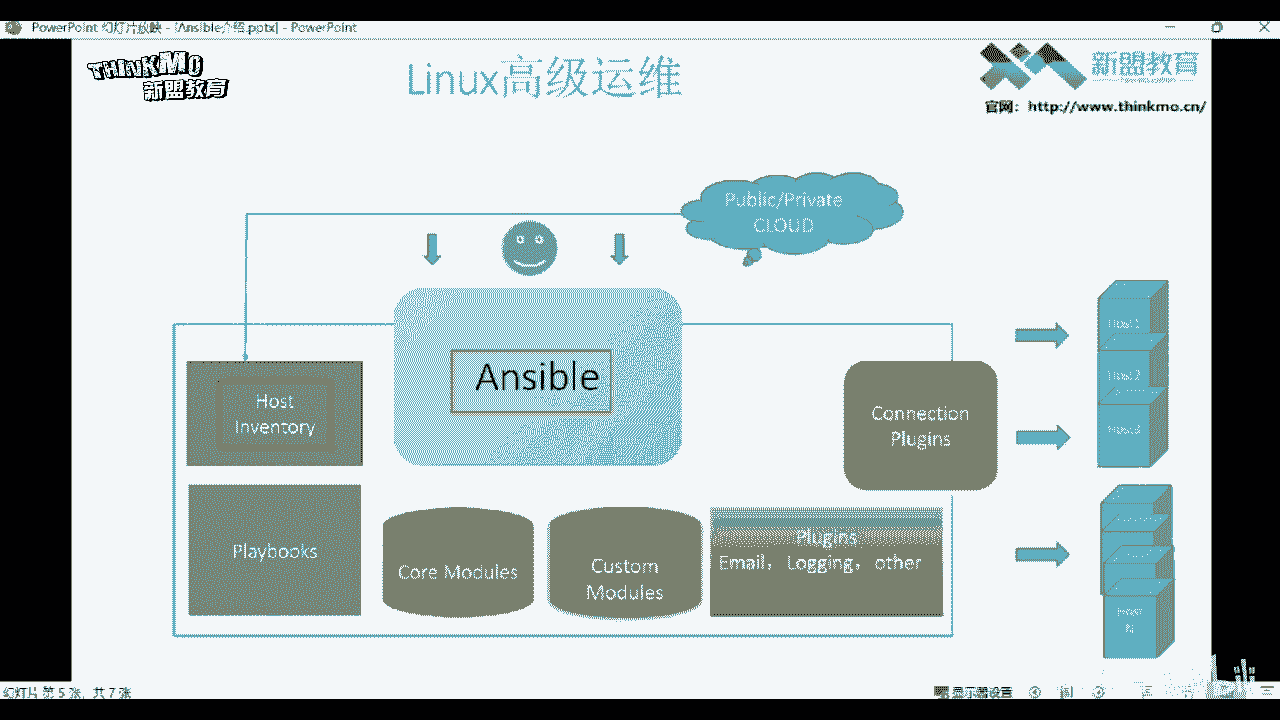 PowerPoint 幻灯片放映 - [Ansible介绍.pptx] - PowerPoint
THINKMO
新盟教育
Linux高级运维
新盟教育
官网：http://www.thinkmo.cn/
Public/Private
CLOUD
Ansible
Host
Inventory
Connection
Plugins
Host1
Host2
Host3
Playbooks
Core Modules
Custom
Modules
Plugins
Email，Logging，other
Host
N
幻灯片 第 5 张，共 7 张
显示器设置